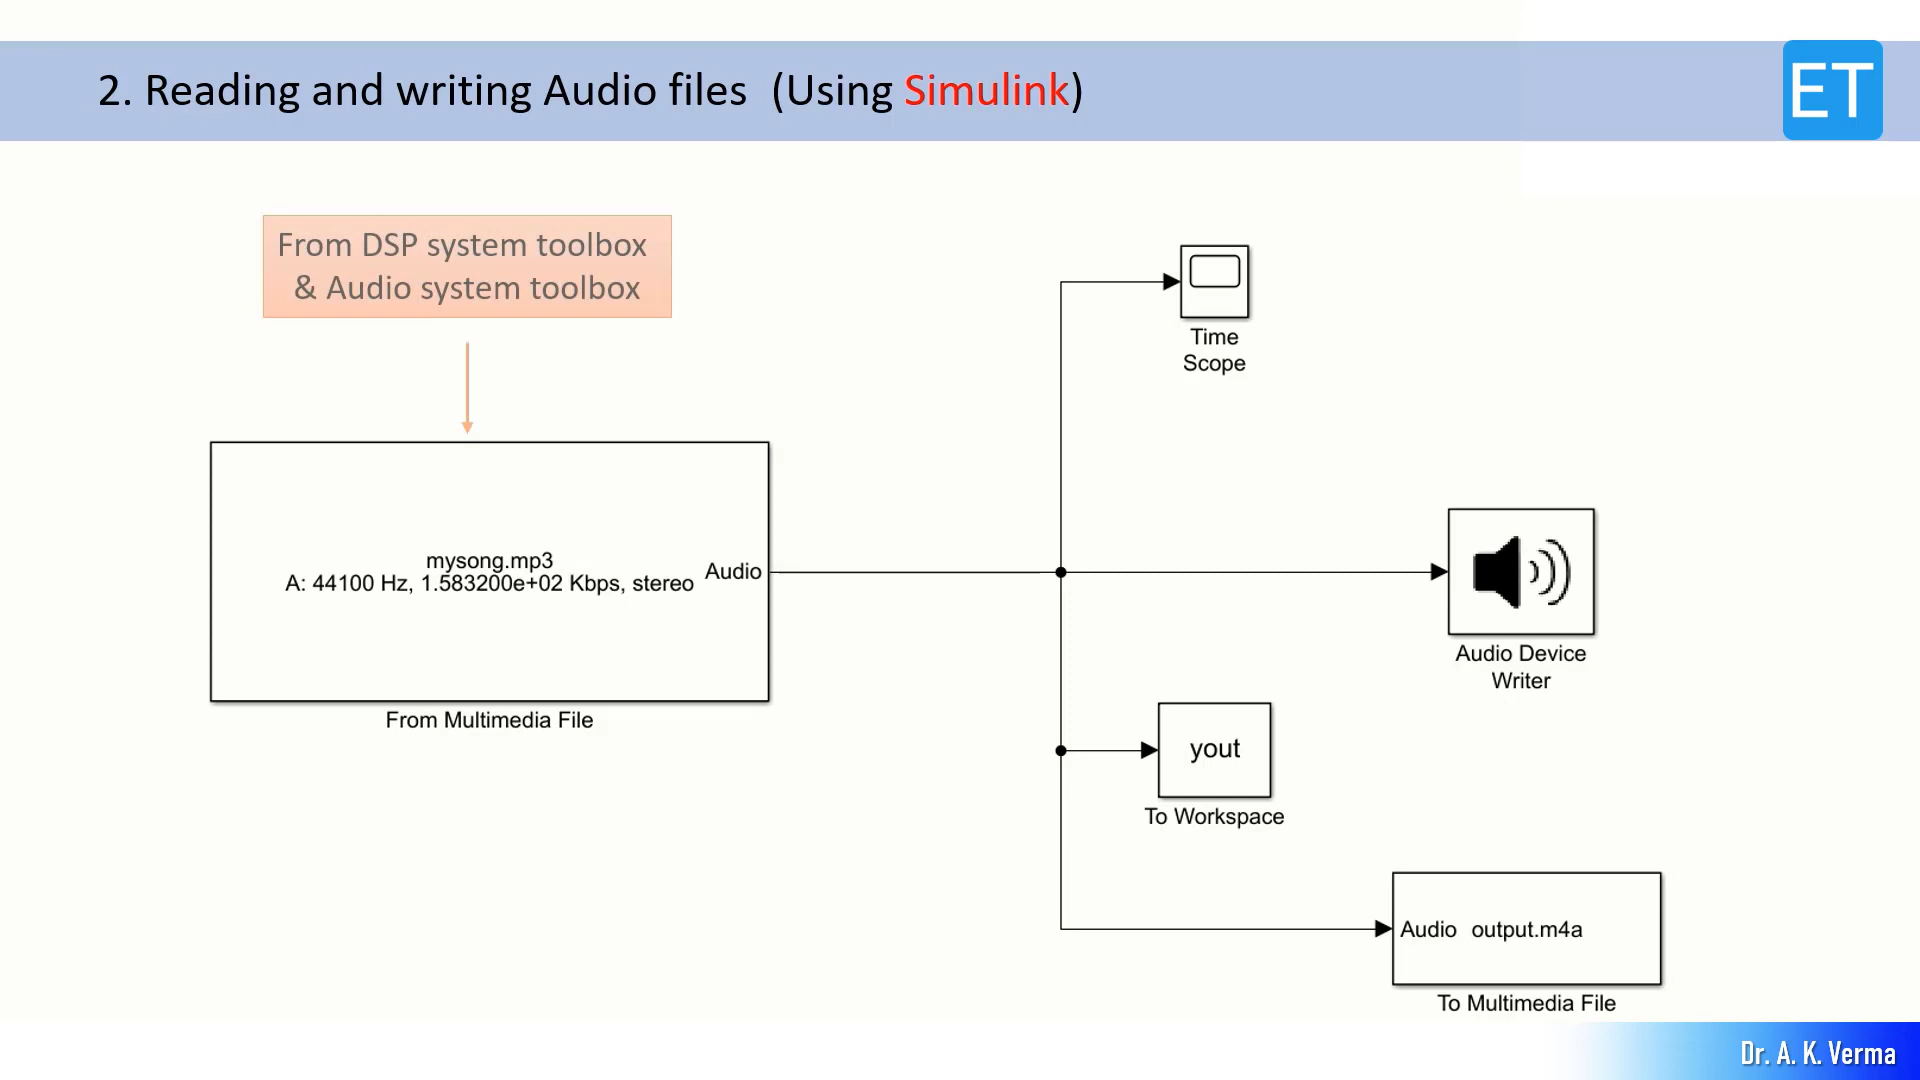 2. Reading and writing Audio files (Using Simulink)
ET
From DSP system toolbox
& Audio system toolbox
Time
Scope
mysong.mp3
A: 44100 Hz, 1.583200e+02 Kbps, stereo
Audio
From Multimedia File
Audio Device
Writer
yout
To Workspace
Audio output.m4a
To Multimedia File
Dr. A. K. Verma